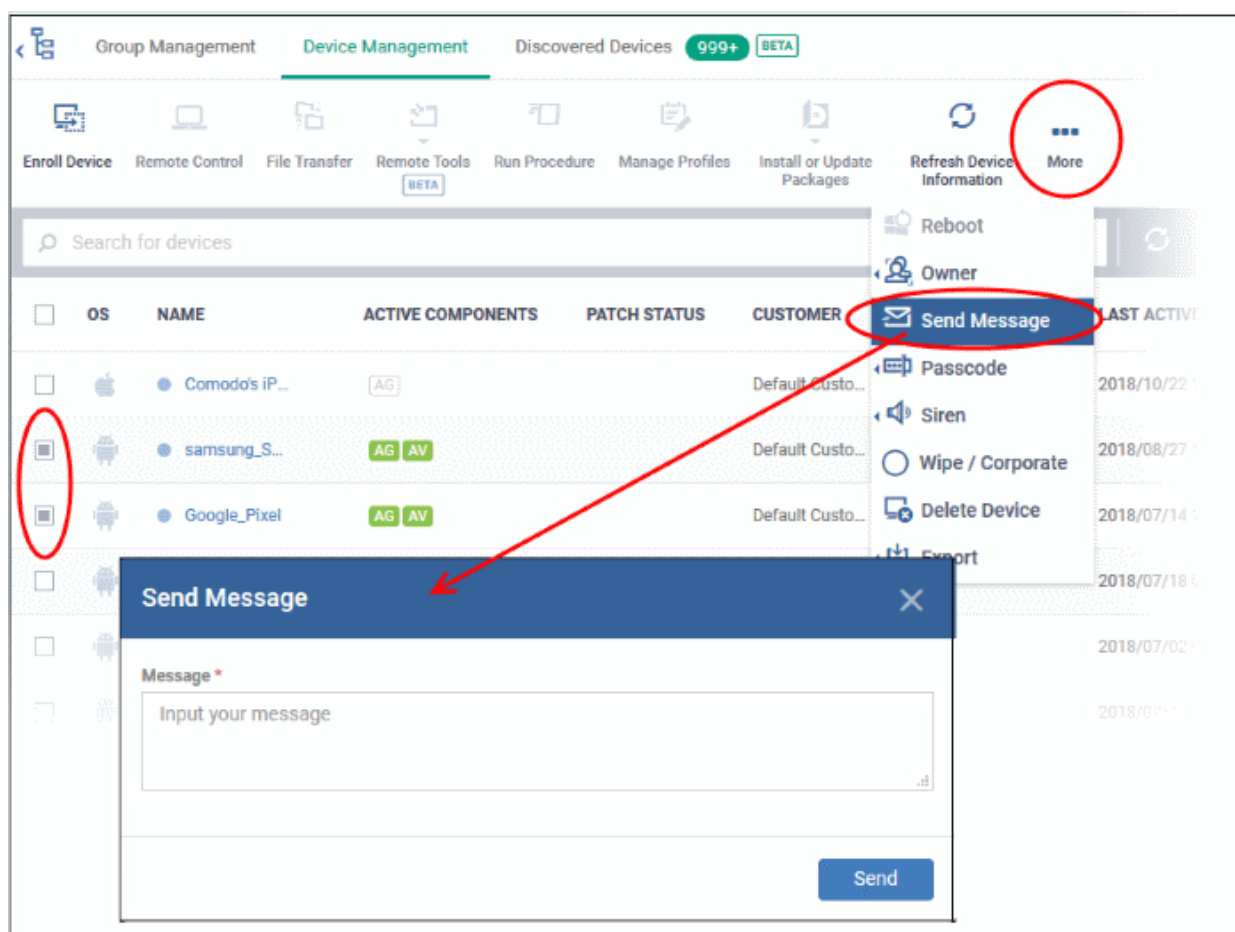 Group Management Device Management Discovered Devices 999+ BETA
Enroll Device Remote Control File Transfer Remote Tools Run Procedure Manage Profiles Install or Update Refresh Device More
BETA Packages Information
Search for devices
Reboot
Owner
OS NAME ACTIVE COMPONENTS PATCH STATUS CUSTOMER Send Message LAST ACTIV
Passcode
Comodo's iP... AG Default Custo... 2018/10/22
Siren
samsung_S... AG AV Default Custo... 2018/08/27
Wipe / Corporate
Google_Pixel AG AV Default Custo... Delete Device 2018/07/14
Export
2018/07/18
Send Message
2018/07/02
Message *
Input your message
Send